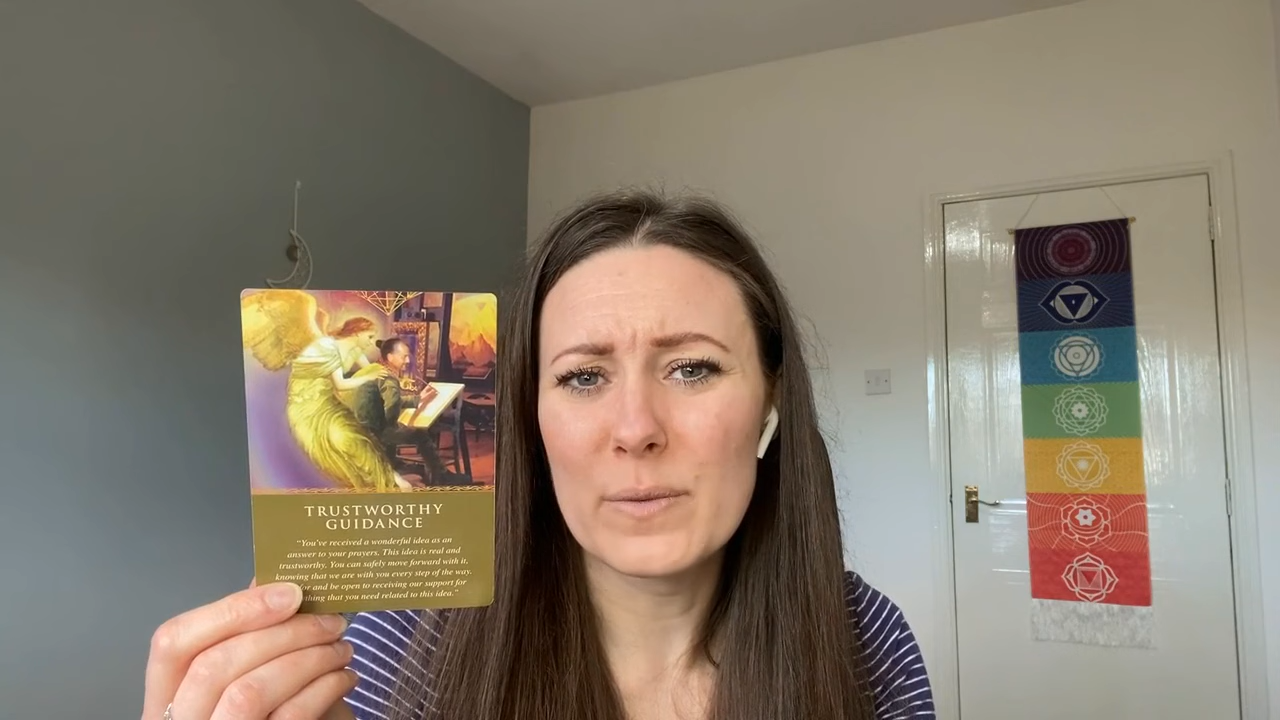 TRUSTWORTHY
GUIDANCE
"You've received a wonderful idea as an
answer to your prayers. This idea is real and
trustworthy. You can safely move forward with it,
knowing that we are with you every step of the way.
for and be open to receiving our support for
thing that you need related to this idea."